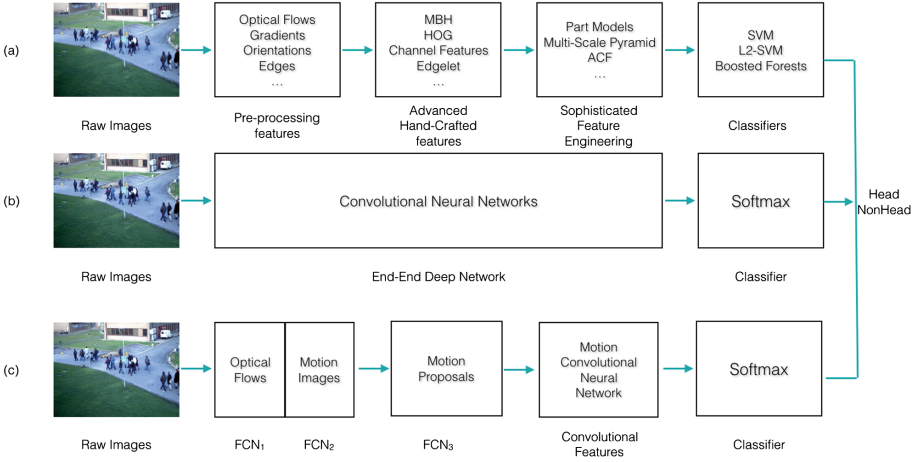 (a)
Optical Flows
Gradients
Orientations
Edges
...
MBH
HOG
Channel Features
Edgelet
...
Part Models
Multi-Scale Pyramid
ACF
...
SVM
L2-SVM
Boosted Forests
Raw Images
Pre-processing
features
Advanced
Hand-Crafted
features
Sophisticated
Feature
Engineering
Classifiers
(b)
Convolutional Neural Networks
Softmax
Head
NonHead
Raw Images
End-End Deep Network
Classifier
(c)
Optical
Flows
Motion
Images
Motion
Proposals
Motion
Convolutional
Neural
Network
Softmax
Raw Images
FCN₁
FCN₂
FCN₃
Convolutional
Features
Classifier